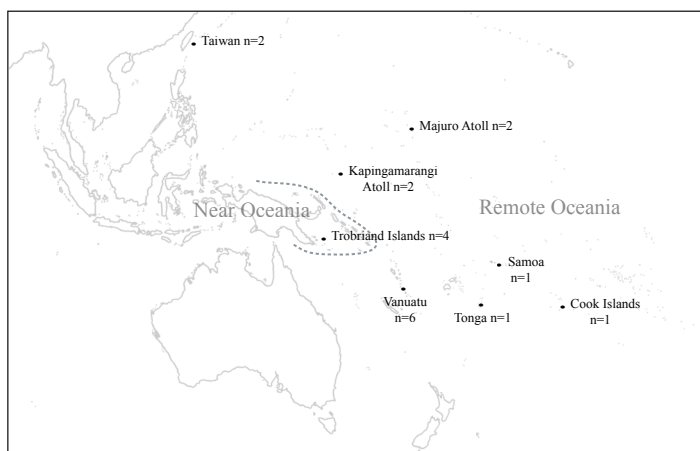 Taiwan n=2
Majuro Atoll n=2
Kapingamarangi
Atoll n=2
Near Oceania
Remote Oceania
Trobriand Islands n=4
Samoa
n=1
Vanuatu
n=6
Tonga n=1
Cook Islands
n=1